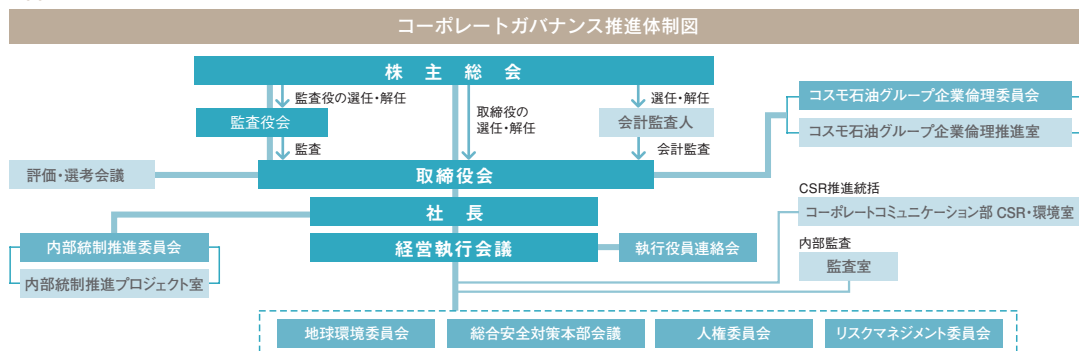 コーポレートガバナンス推進体制図
株主総会
監査役の選任・解任
取締役の
選任・解任
選任・解任
監査役会
会計監査人
監査
会計監査
コスモ石油グループ企業倫理委員会
コスモ石油グループ企業倫理推進室
評価・選考会議
取締役会
社長
CSR推進統括
コーポレートコミュニケーション部 CSR・環境室
内部統制推進委員会
経営執行会議
執行役員連絡会
内部監査
監査室
内部統制推進プロジェクト室
地球環境委員会
総合安全対策本部会議
人権委員会
リスクマネジメント委員会